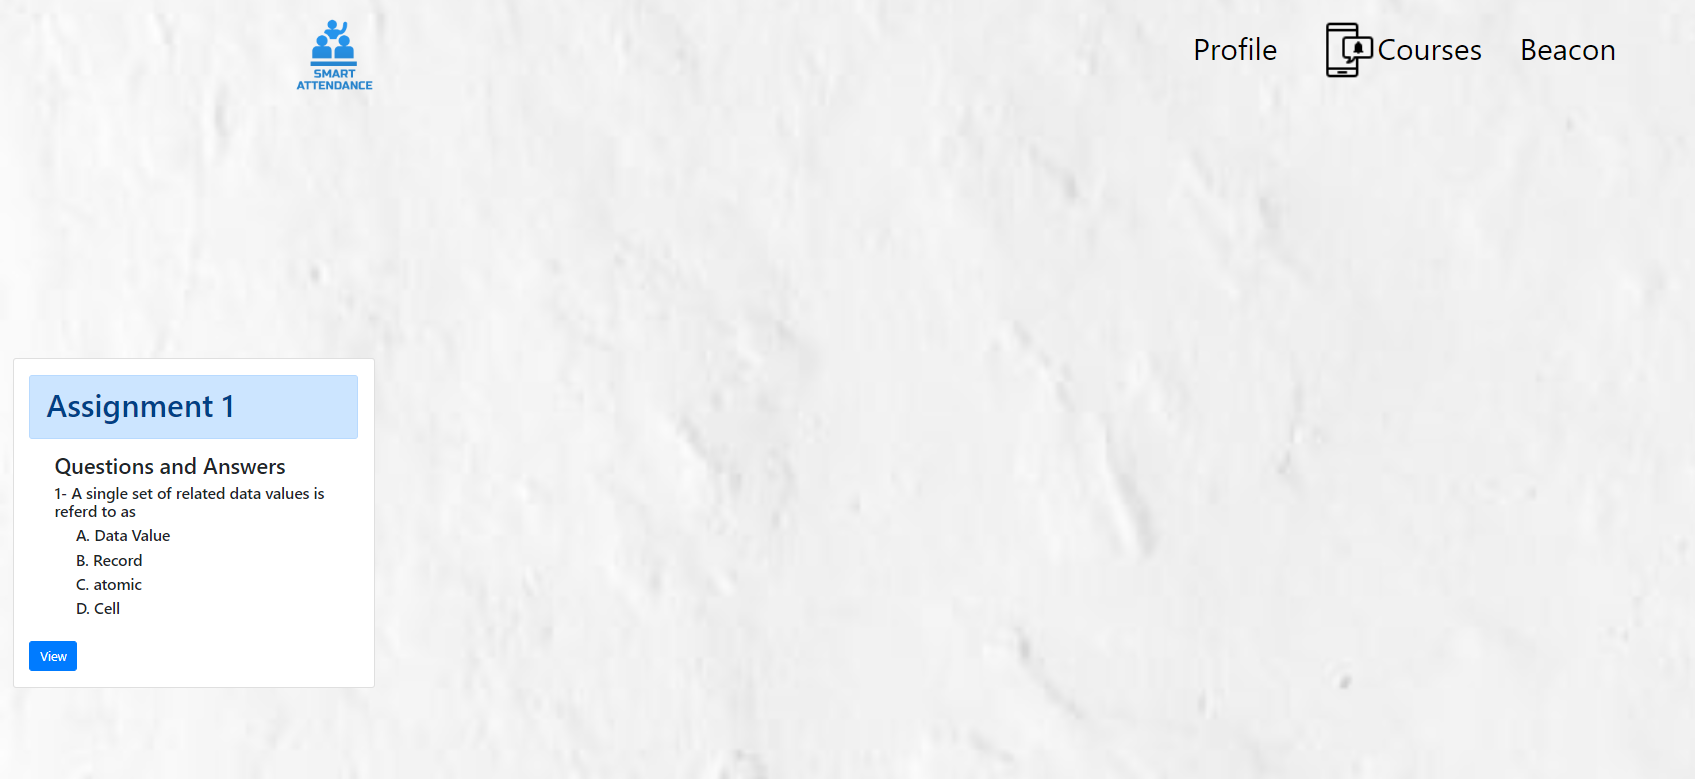 SMART
ATTENDANCE
Profile
Courses
Beacon
Assignment 1
Questions and Answers
1- A single set of related data values is
referd to as
A. Data Value
B. Record
C. atomic
D. Cell
View